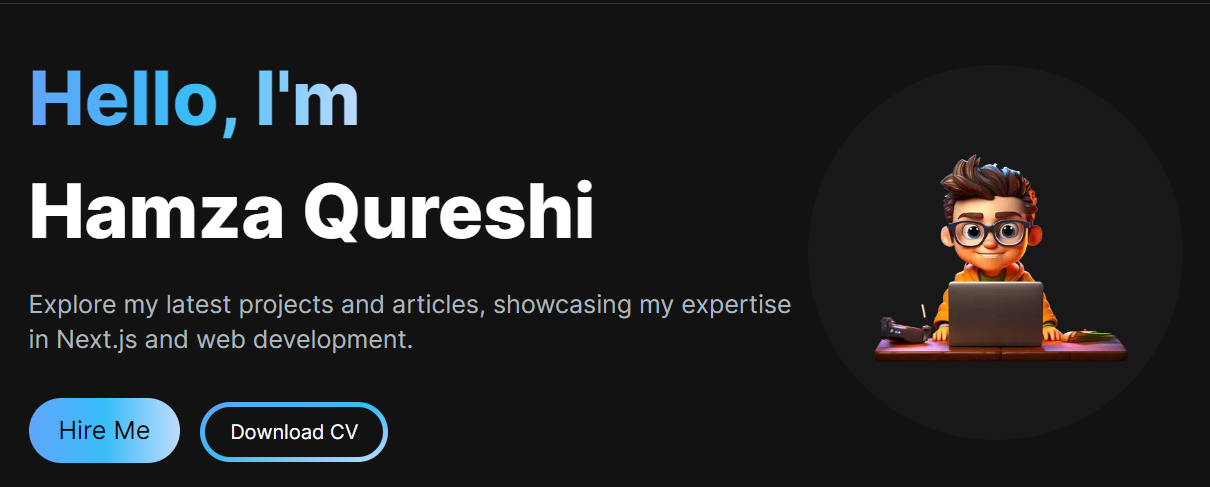 Hello, I'm
Hamza Qureshi
Explore my latest projects and articles, showcasing my expertise
in Next.js and web development.
Hire Me
Download CV